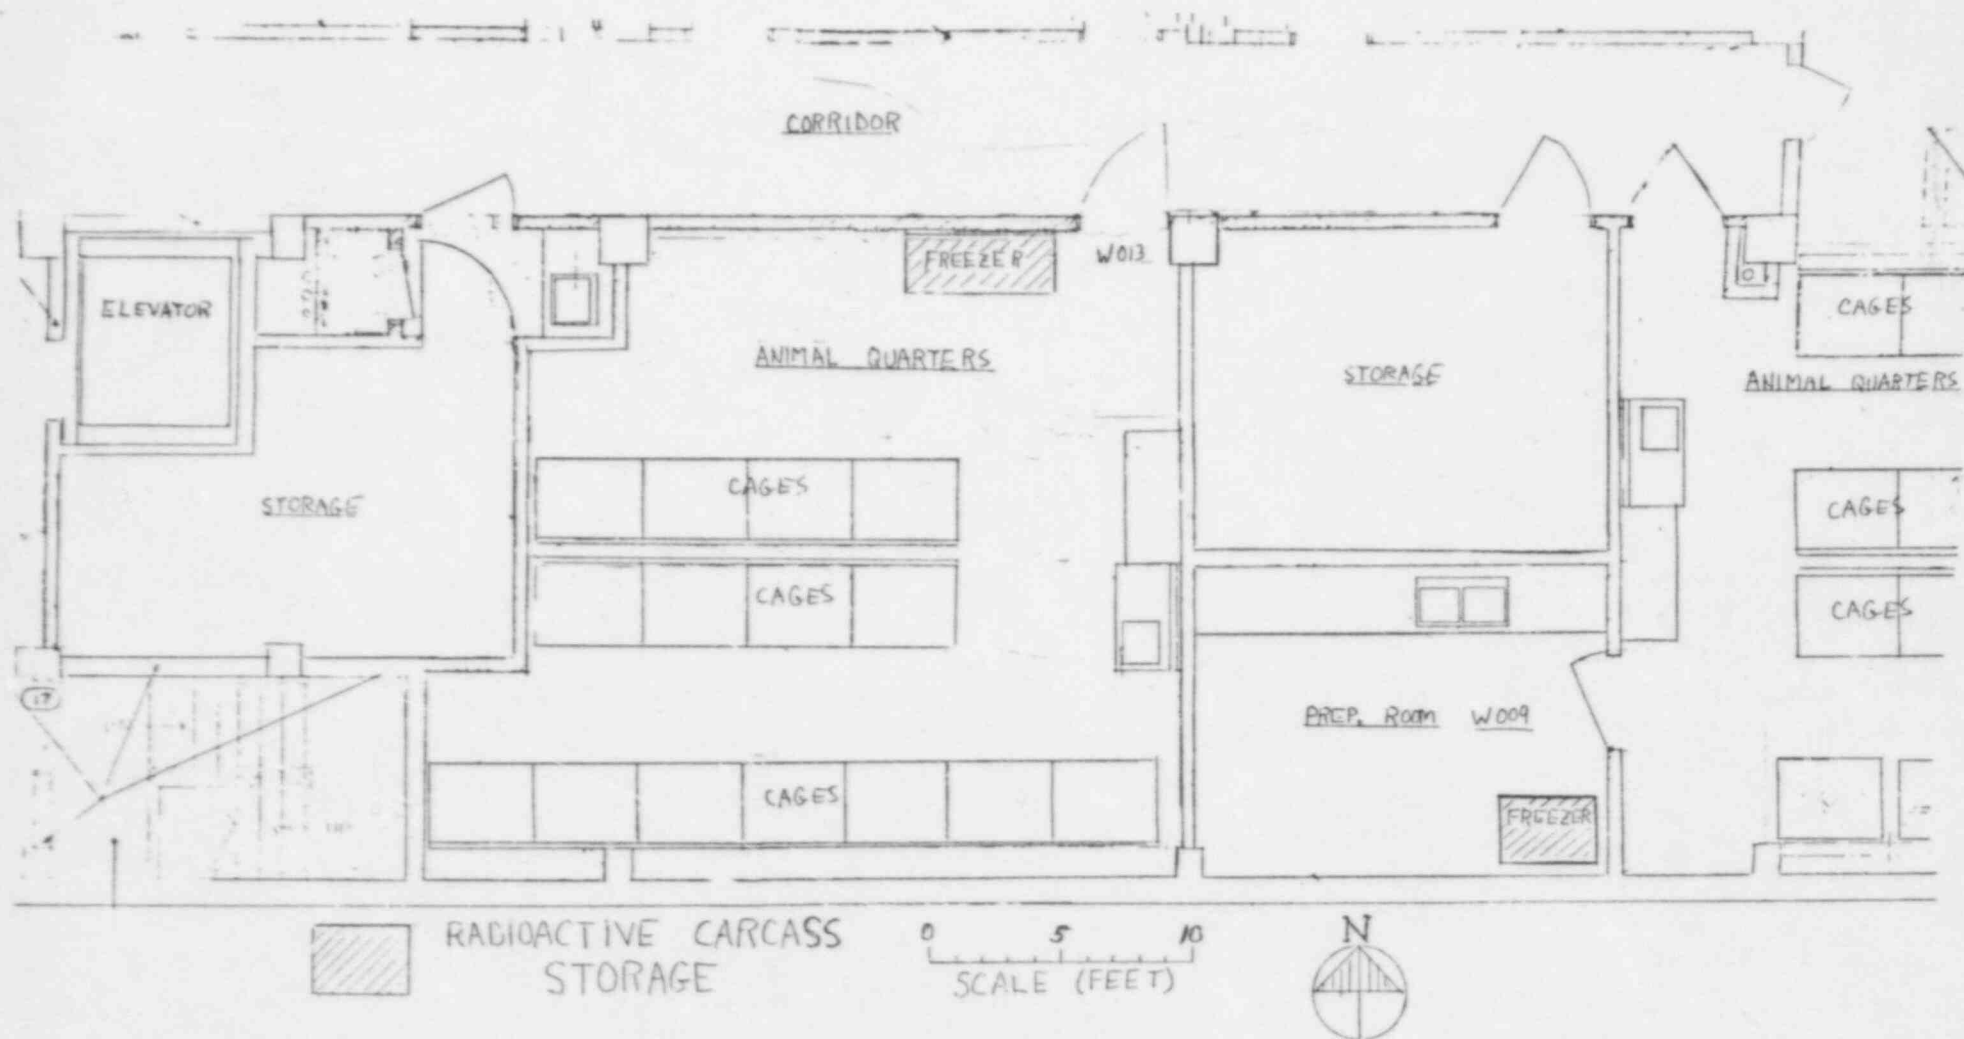 CORRIDOR
FREEZER
W013
ELEVATOR
CAGES
ANIMAL QUARTERS
STORAGE
ANIMAL QUARTERS
CAGES
STORAGE
CAGES
CAGES
CAGES
17
PREP. ROOM W009
CAGES
FREEZER
RADIOACTIVE CARCASS
STORAGE
0 5 10
SCALE (FEET)
N